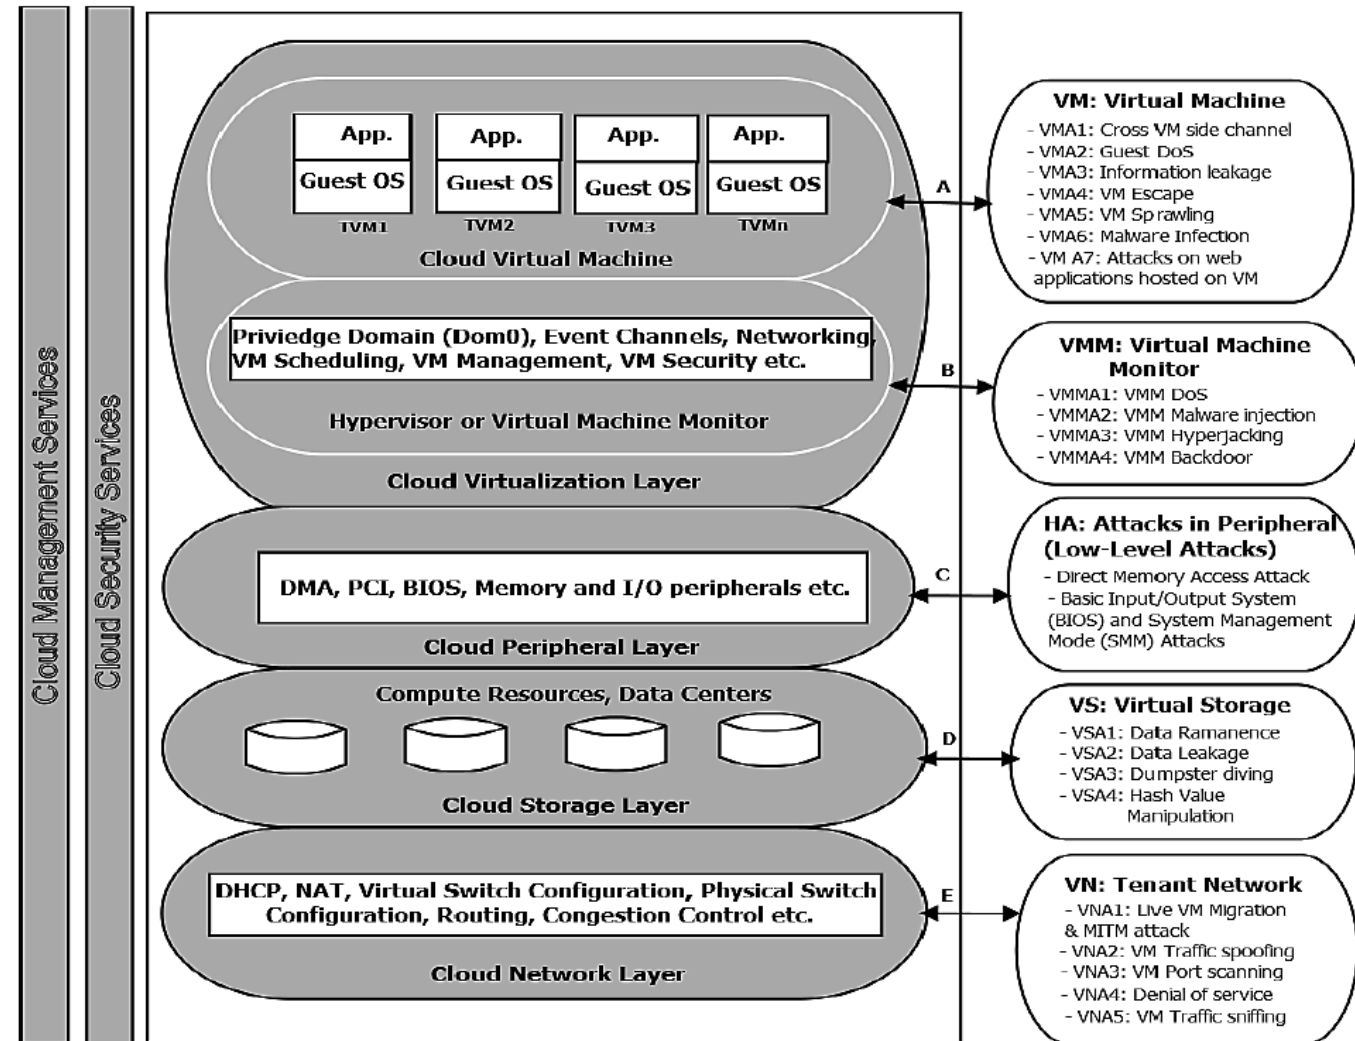 Cloud Management Services
Cloud Security Services
App.
Guest OS
TVM1
App.
Guest OS
TVM2
App.
Guest OS
TVM3
App.
Guest OS
TVMn
Cloud Virtual Machine
Priviedge Domain (Dom0), Event Channels, Networking,
VM Scheduling, VM Management, VM Security etc.
Hypervisor or Virtual Machine Monitor
Cloud Virtualization Layer
DMA, PCI, BIOS, Memory and I/O peripherals etc.
Cloud Peripheral Layer
Compute Resources, Data Centers
Cloud Storage Layer
DHCP, NAT, Virtual Switch Configuration, Physical Switch
Configuration, Routing, Congestion Control etc.
Cloud Network Layer
A
B
C
D
E
VM: Virtual Machine
- VMA1: Cross VM side channel
- VMA2: Guest DoS
- VMA3: Information leakage
- VMA4: VM Escape
- VMA5: VM Sprawling
- VMA6: Malware Infection
- VM A7: Attacks on web
applications hosted on VM
VMM: Virtual Machine
Monitor
- VMMA1: VMM DoS
- VMMA2: VMM Malware injection
- VMMA3: VMM Hyperjacking
- VMMA4: VMM Backdoor
HA: Attacks in Peripheral
(Low-Level Attacks)
- Direct Memory Access Attack
- Basic Input/Output System
(BIOS) and System Management
Mode (SMM) Attacks
VS: Virtual Storage
- VSA1: Data Ramanence
- VSA2: Data Leakage
- VSA3: Dumpster diving
- VSA4: Hash Value
Manipulation
VN: Tenant Network
- VNA1: Live VM Migration
& MITM attack
- VNA2: VM Traffic spoofing
- VNA3: VM Port scanning
- VNA4: Denial of service
- VNA5: VM Traffic sniffing